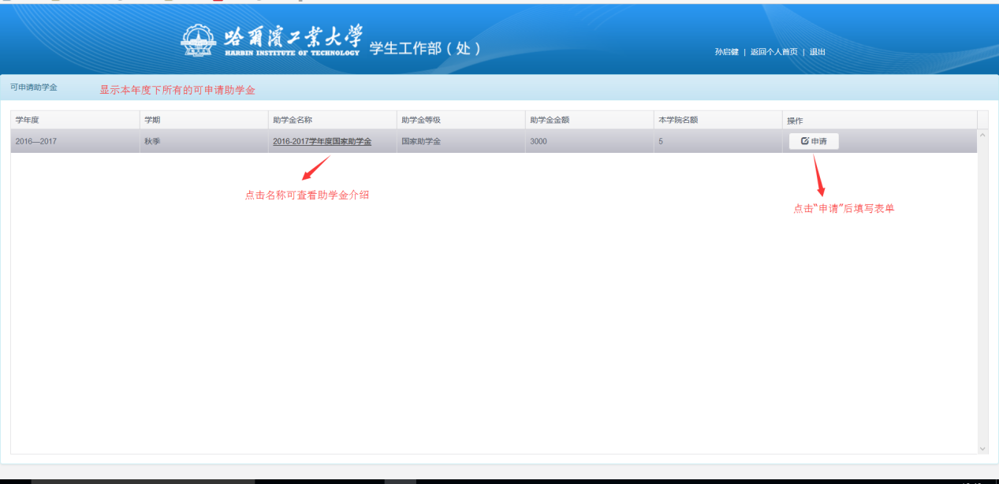 哈爾濱工業大學
HARBIN INSTITUTE OF TECHNOLOGY
学生工作部（处）
孙启健 | 返回个人首页 | 退出
可申请助学金
显示本年度下所有的可申请助学金
学年度 学期 助学金名称 助学金等级 助学金金额 本学院名额 操作
2016—2017 秋季 2016-2017学年度国家助学金 国家助学金 3000 5 申请
点击名称可查看助学金介绍
点击“申请”后填写表单